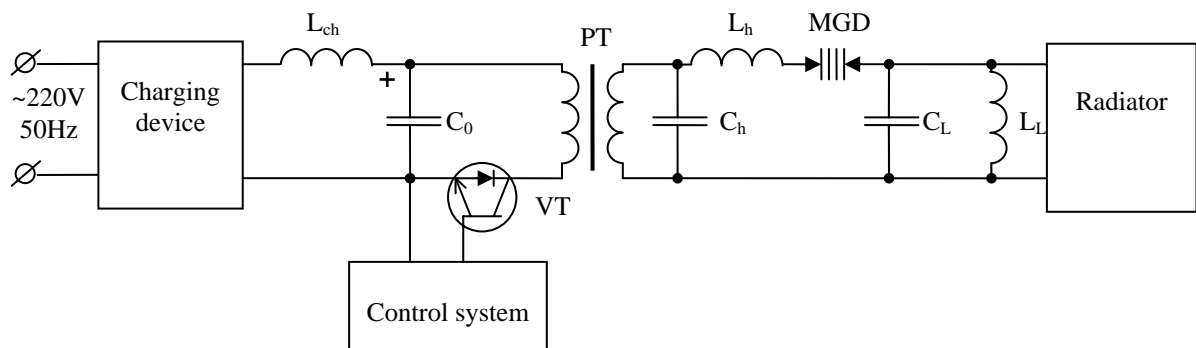 ~220V
50Hz
Charging
device
L_ch
+
C_0
PT
VT
Control system
C_h
L_h
MGD
C_L
L_L
Radiator